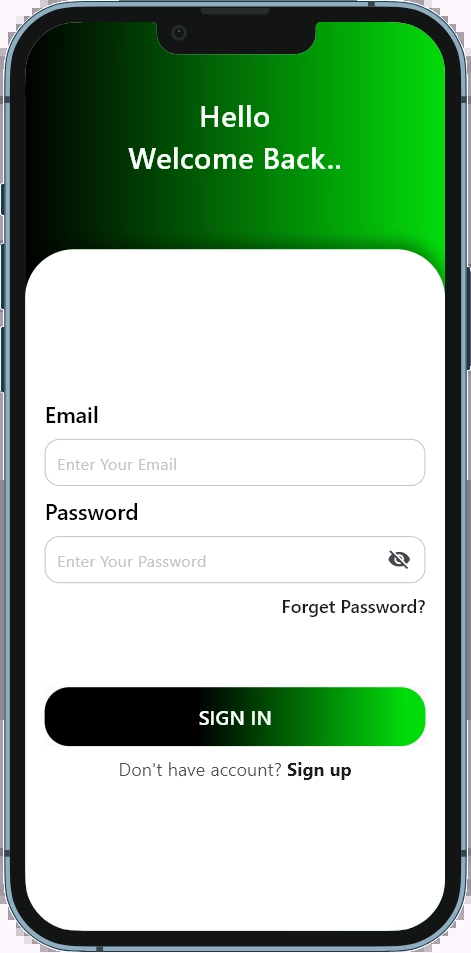 Hello
Welcome Back..
Email
Enter Your Email
Password
Enter Your Password
Forget Password?
SIGN IN
Don't have account? Sign up